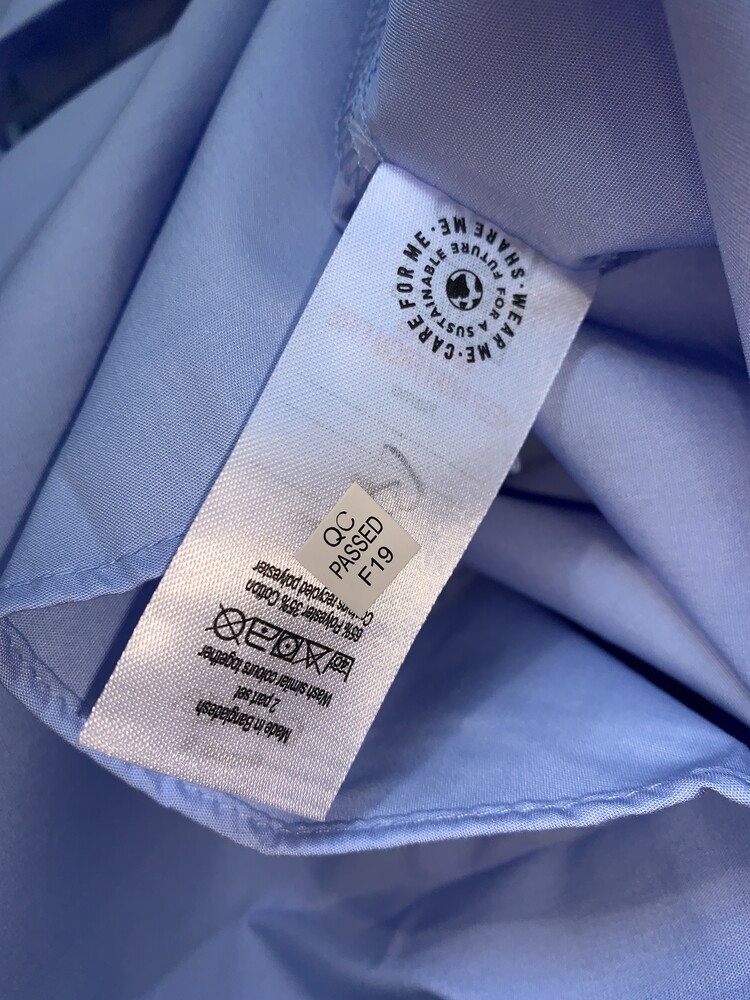 Made in Bangladesh
2 part set
Wash similar colours together
40
65% Polyester 35% Cotton
Contains recycled polyester
QC
PASSED
F19
WEAR ME · CARE FOR ME · SHARE ME ·
FOR A SUSTAINABLE FUTURE